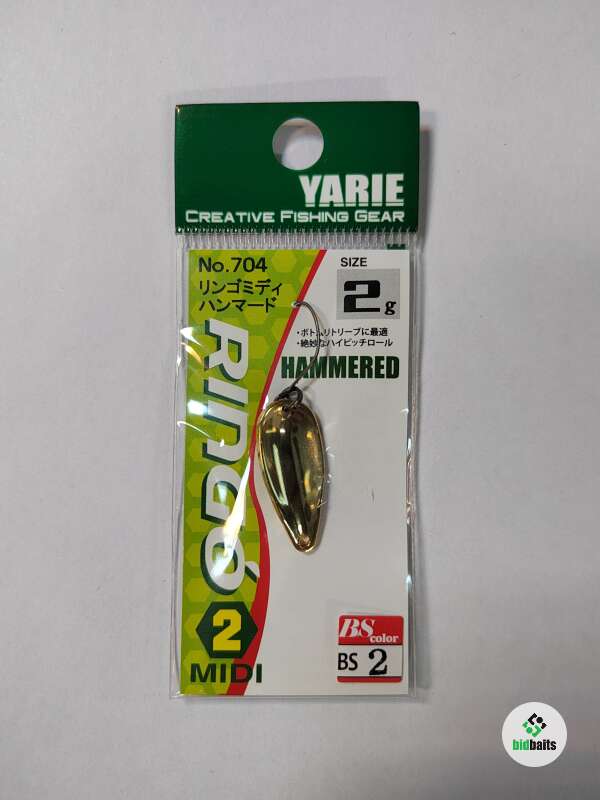 YARIE
CREATIVE FISHING GEAR
No.704
リンゴミディ
ハンマード
SIZE
2g
・ボトムリトリーブに最適
・絶妙なハイピッチロール
HAMMERED
RINGO
2
MIDI
BS
color
BS 2
bidbaits